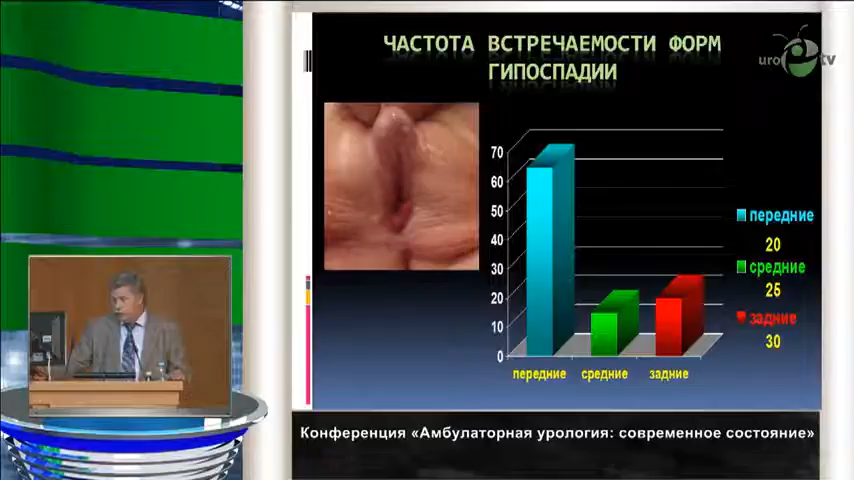 ЧАСТОТА ВСТРЕЧАЕМОСТИ ФОРМ
ГИПОСПАДИИ
uro tv
70
60
50
40
30
20
10
0
передние
средние
задние
передние
20
средние
25
задние
30
Конференция «Амбулаторная урология: современное состояние»